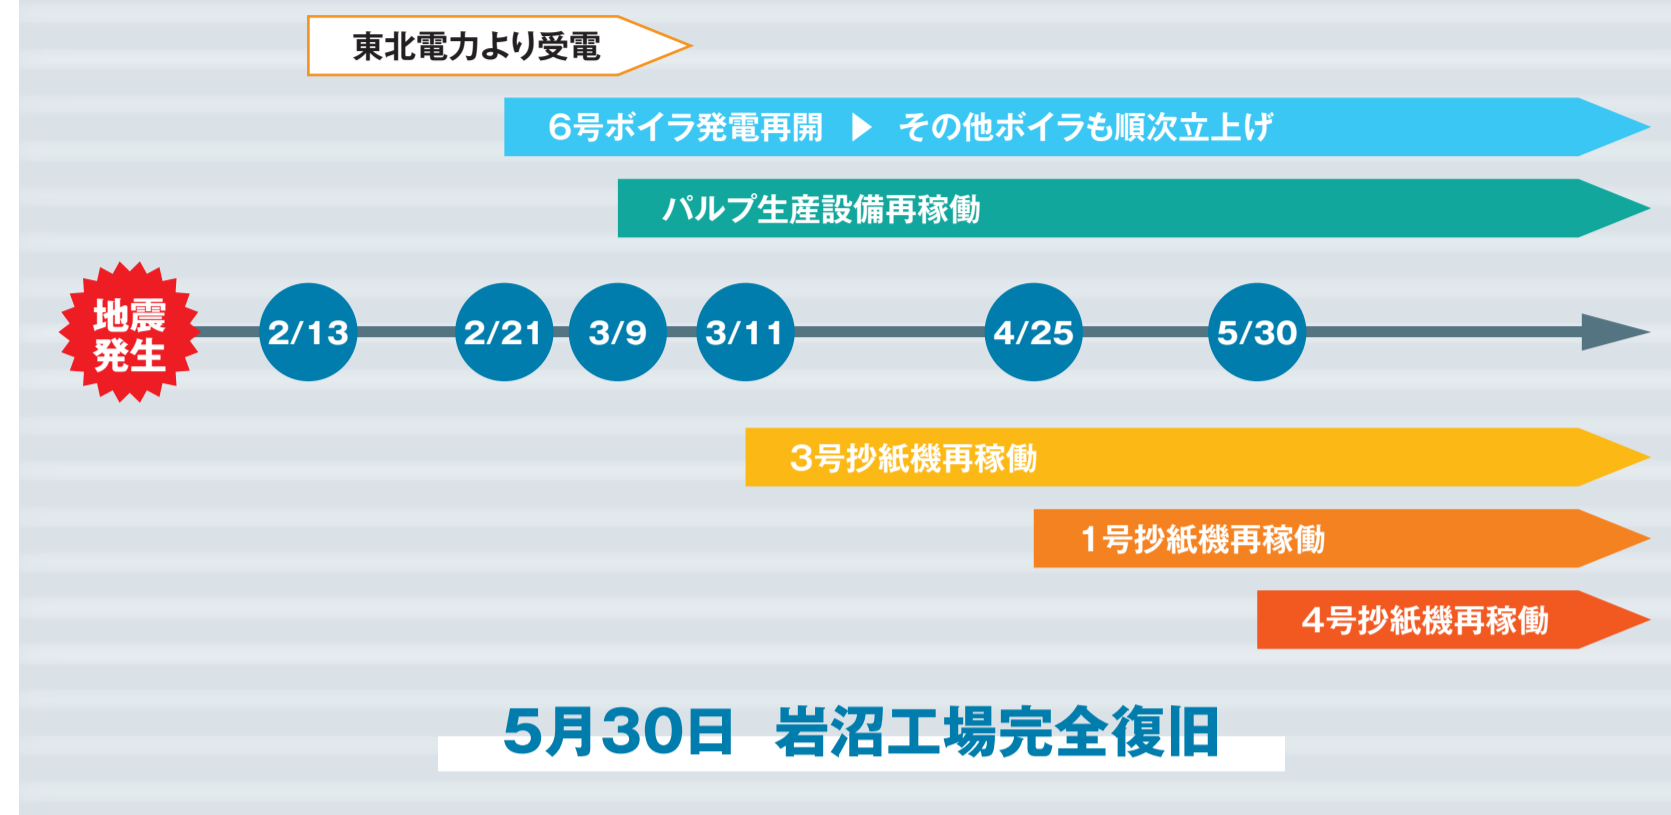 東北電力より受電
6号ボイラ発電再開 ▶ その他ボイラも順次立上げ
パルプ生産設備再稼働
地震
発生
2/13
2/21
3/9
3/11
4/25
5/30
3号抄紙機再稼働
1号抄紙機再稼働
4号抄紙機再稼働
5月30日 岩沼工場完全復旧